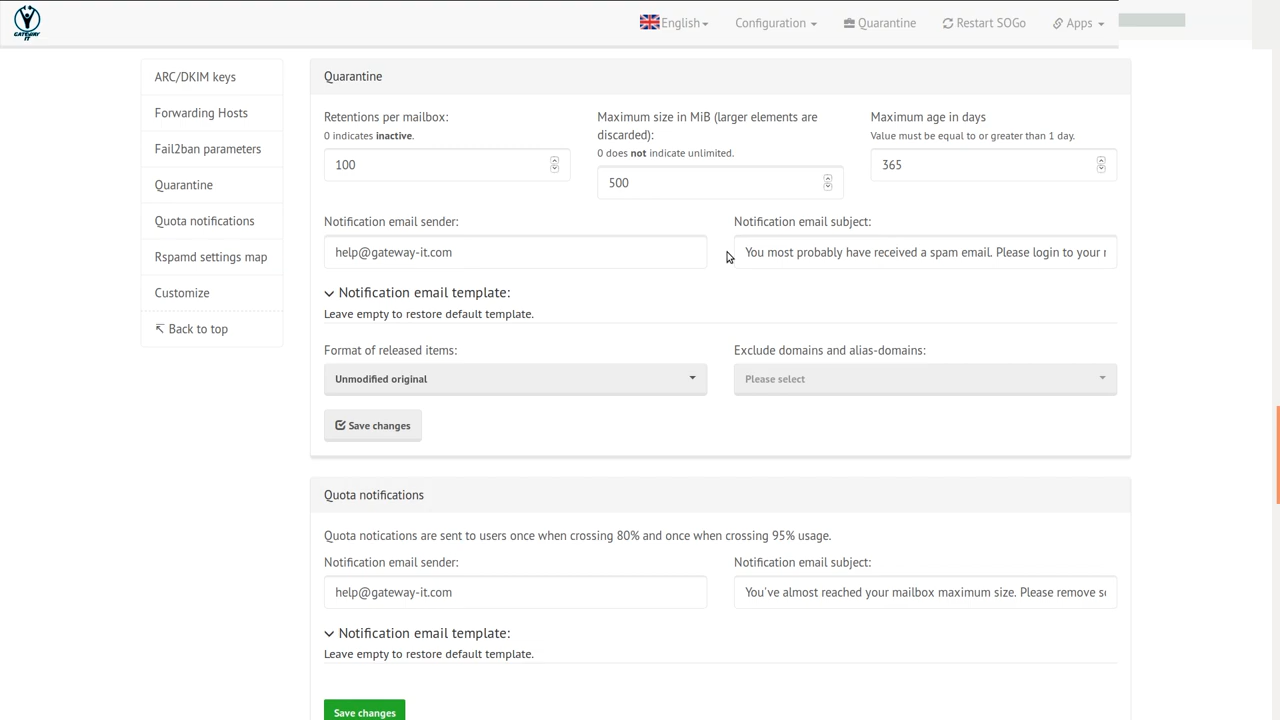 GATEWAY
IT
English
Configuration
Quarantine
Restart SOGo
Apps
ARC/DKIM keys
Forwarding Hosts
Fail2ban parameters
Quarantine
Quota notifications
Rspamd settings map
Customize
Back to top
Quarantine
Retentions per mailbox:
0 indicates inactive.
100
Maximum size in MiB (larger elements are
discarded):
0 does not indicate unlimited.
500
Maximum age in days
Value must be equal to or greater than 1 day.
365
Notification email sender:
help@gateway-it.com
Notification email subject:
You most probably have received a spam email. Please login to your
Notification email template:
Leave empty to restore default template.
Format of released items:
Unmodified original
Exclude domains and alias-domains:
Please select
Save changes
Quota notifications
Quota notications are sent to users once when crossing 80% and once when crossing 95% usage.
Notification email sender:
help@gateway-it.com
Notification email subject:
You've almost reached your mailbox maximum size. Please remove
Notification email template:
Leave empty to restore default template.
Save changes